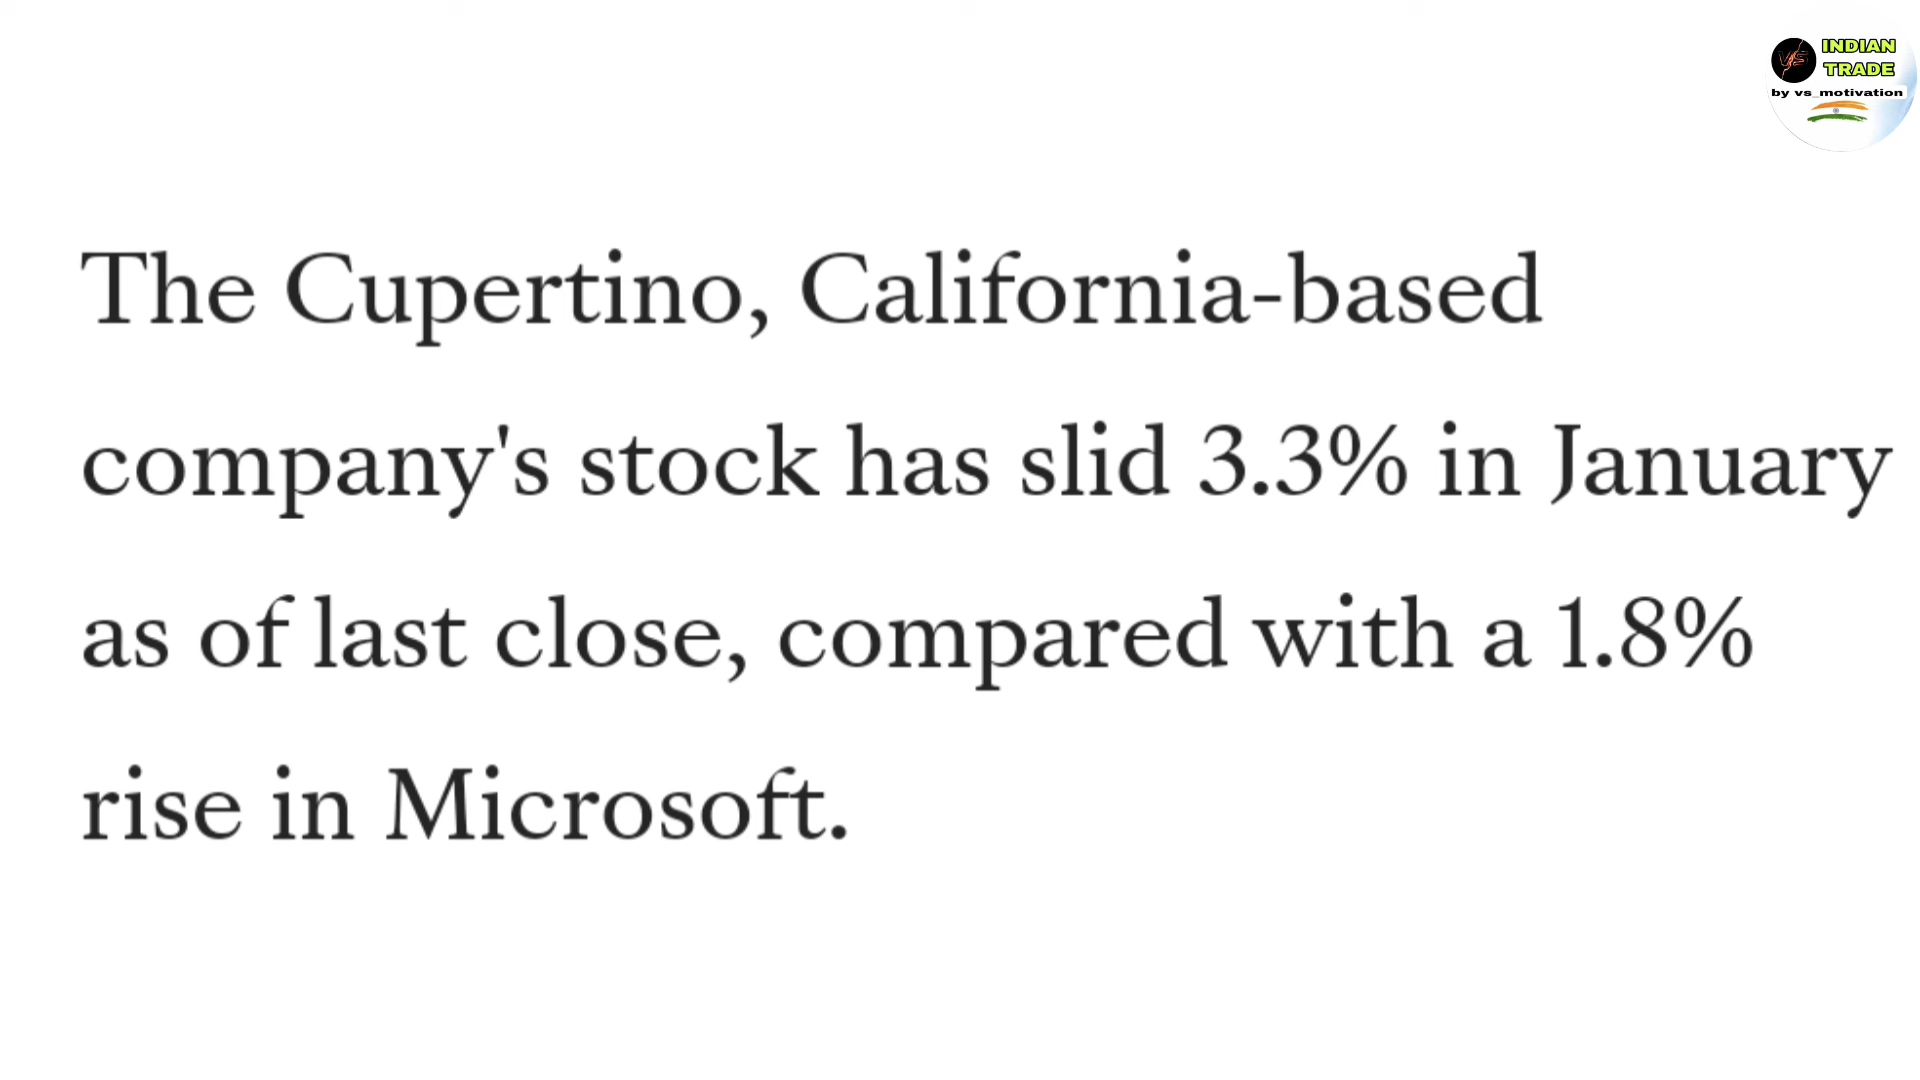 INDIAN
TRADE
by vs_motivation
The Cupertino, California-based
company's stock has slid 3.3% in January
as of last close, compared with a 1.8%
rise in Microsoft.